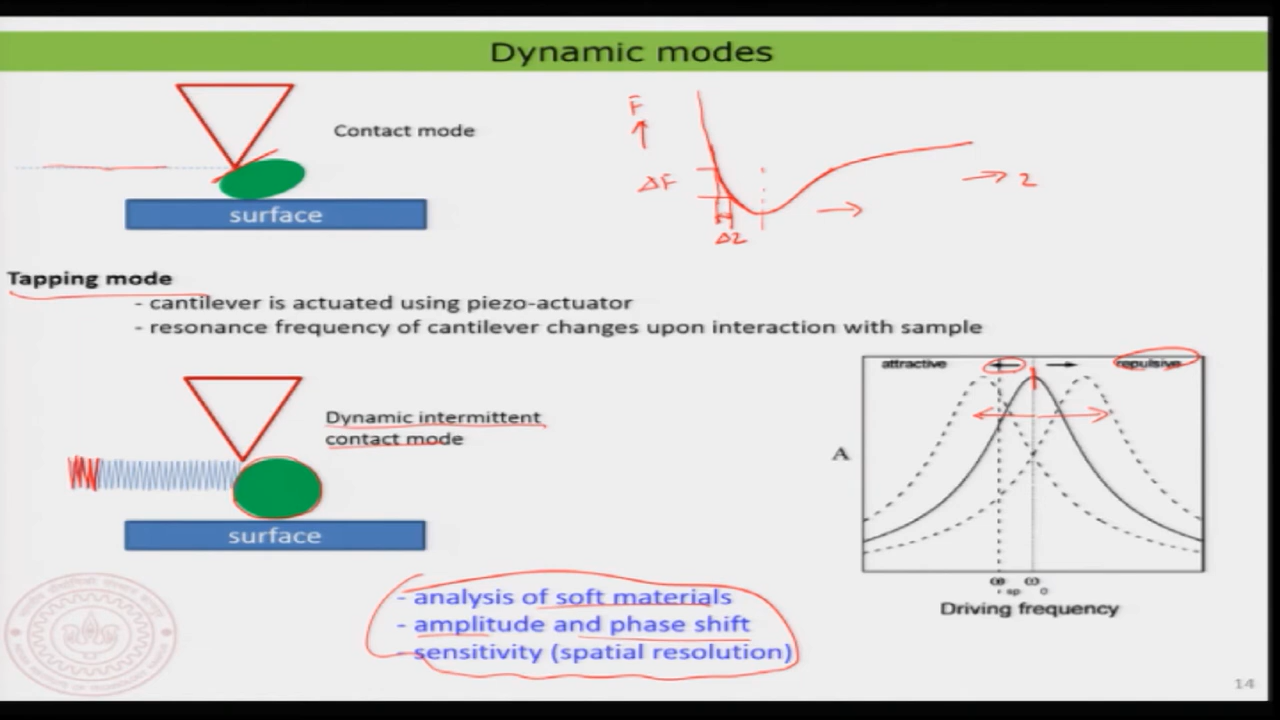 Dynamic modes
Contact mode
surface
F
ΔF
ΔZ
z
Tapping mode
- cantilever is actuated using piezo-actuator
- resonance frequency of cantilever changes upon interaction with sample
Dynamic intermittent
contact mode
surface
attractive
repulsive
A
ω sp
ω 0
Driving frequency
- analysis of soft materials
- amplitude and phase shift
- sensitivity (spatial resolution)
14